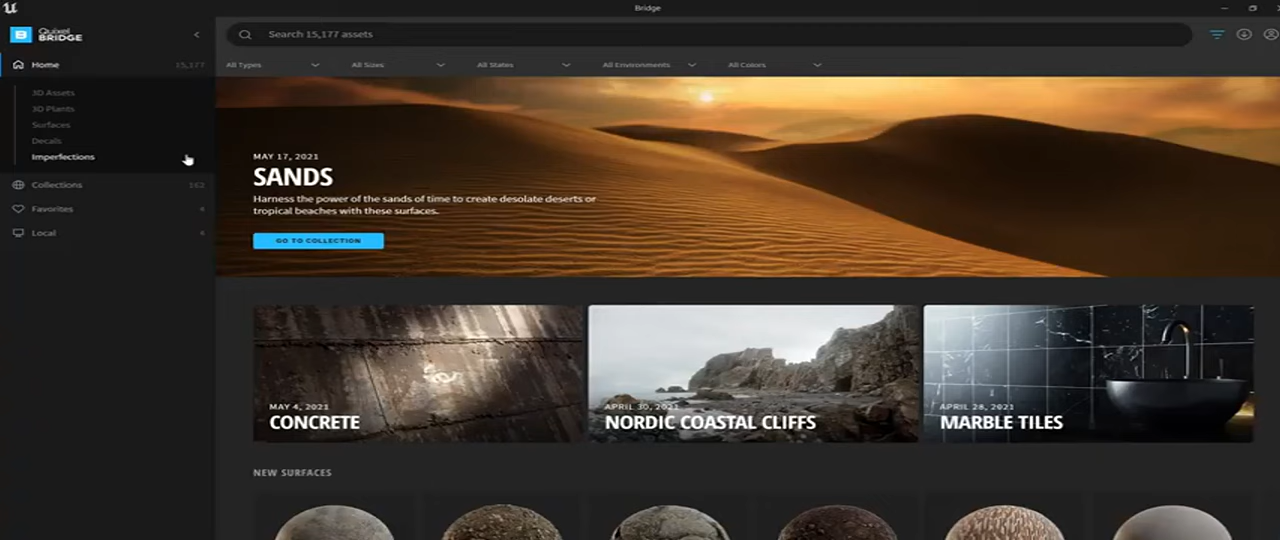 Bridge
Quixel
BRIDGE
Search 15,177 assets
Home 15,177
All Types All Sizes All States All Environments All Colors
3D Assets
3D Plants
Surfaces
Decals
Imperfections
Collections 162
Favorites 4
Local 4
MAY 17, 2021
SANDS
Harness the power of the sands of time to create desolate deserts or
tropical beaches with these surfaces.
GO TO COLLECTION
MAY 4, 2021
CONCRETE
APRIL 30, 2021
NORDIC COASTAL CLIFFS
APRIL 28, 2021
MARBLE TILES
NEW SURFACES